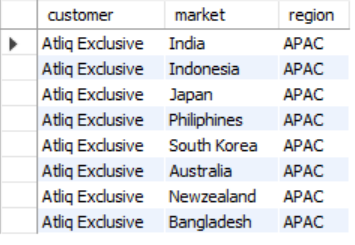 customer market region
Atliq Exclusive India APAC
Atliq Exclusive Indonesia APAC
Atliq Exclusive Japan APAC
Atliq Exclusive Philiphines APAC
Atliq Exclusive South Korea APAC
Atliq Exclusive Australia APAC
Atliq Exclusive Newzealand APAC
Atliq Exclusive Bangladesh APAC